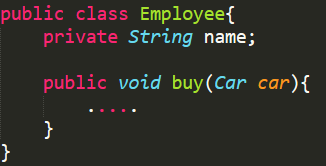 public class Employee{
    private String name;

    public void buy(Car car){
        .....
    }
}